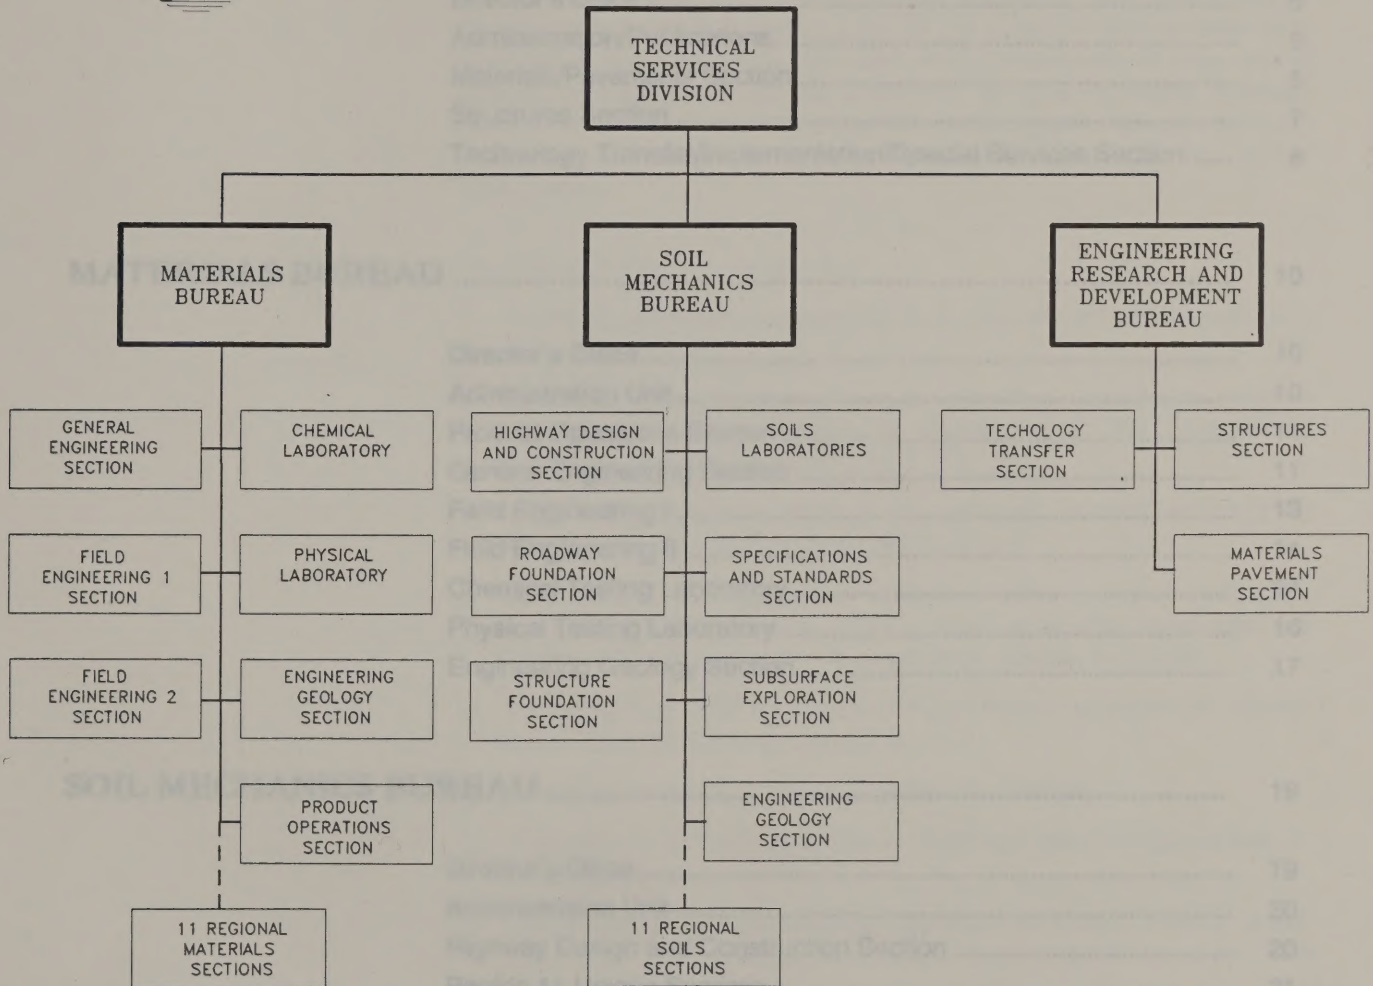 TECHNICAL
SERVICES
DIVISION
MATERIALS
BUREAU
SOIL
MECHANICS
BUREAU
ENGINEERING
RESEARCH AND
DEVELOPMENT
BUREAU
GENERAL
ENGINEERING
SECTION
CHEMICAL
LABORATORY
HIGHWAY DESIGN
AND CONSTRUCTION
SECTION
SOILS
LABORATORIES
TECHOLOGY
TRANSFER
SECTION
STRUCTURES
SECTION
FIELD
ENGINEERING 1
SECTION
PHYSICAL
LABORATORY
ROADWAY
FOUNDATION
SECTION
SPECIFICATIONS
AND STANDARDS
SECTION
MATERIALS
PAVEMENT
SECTION
FIELD
ENGINEERING 2
SECTION
ENGINEERING
GEOLOGY
SECTION
STRUCTURE
FOUNDATION
SECTION
SUBSURFACE
EXPLORATION
SECTION
PRODUCT
OPERATIONS
SECTION
ENGINEERING
GEOLOGY
SECTION
11 REGIONAL
MATERIALS
SECTIONS
11 REGIONAL
SOILS
SECTIONS